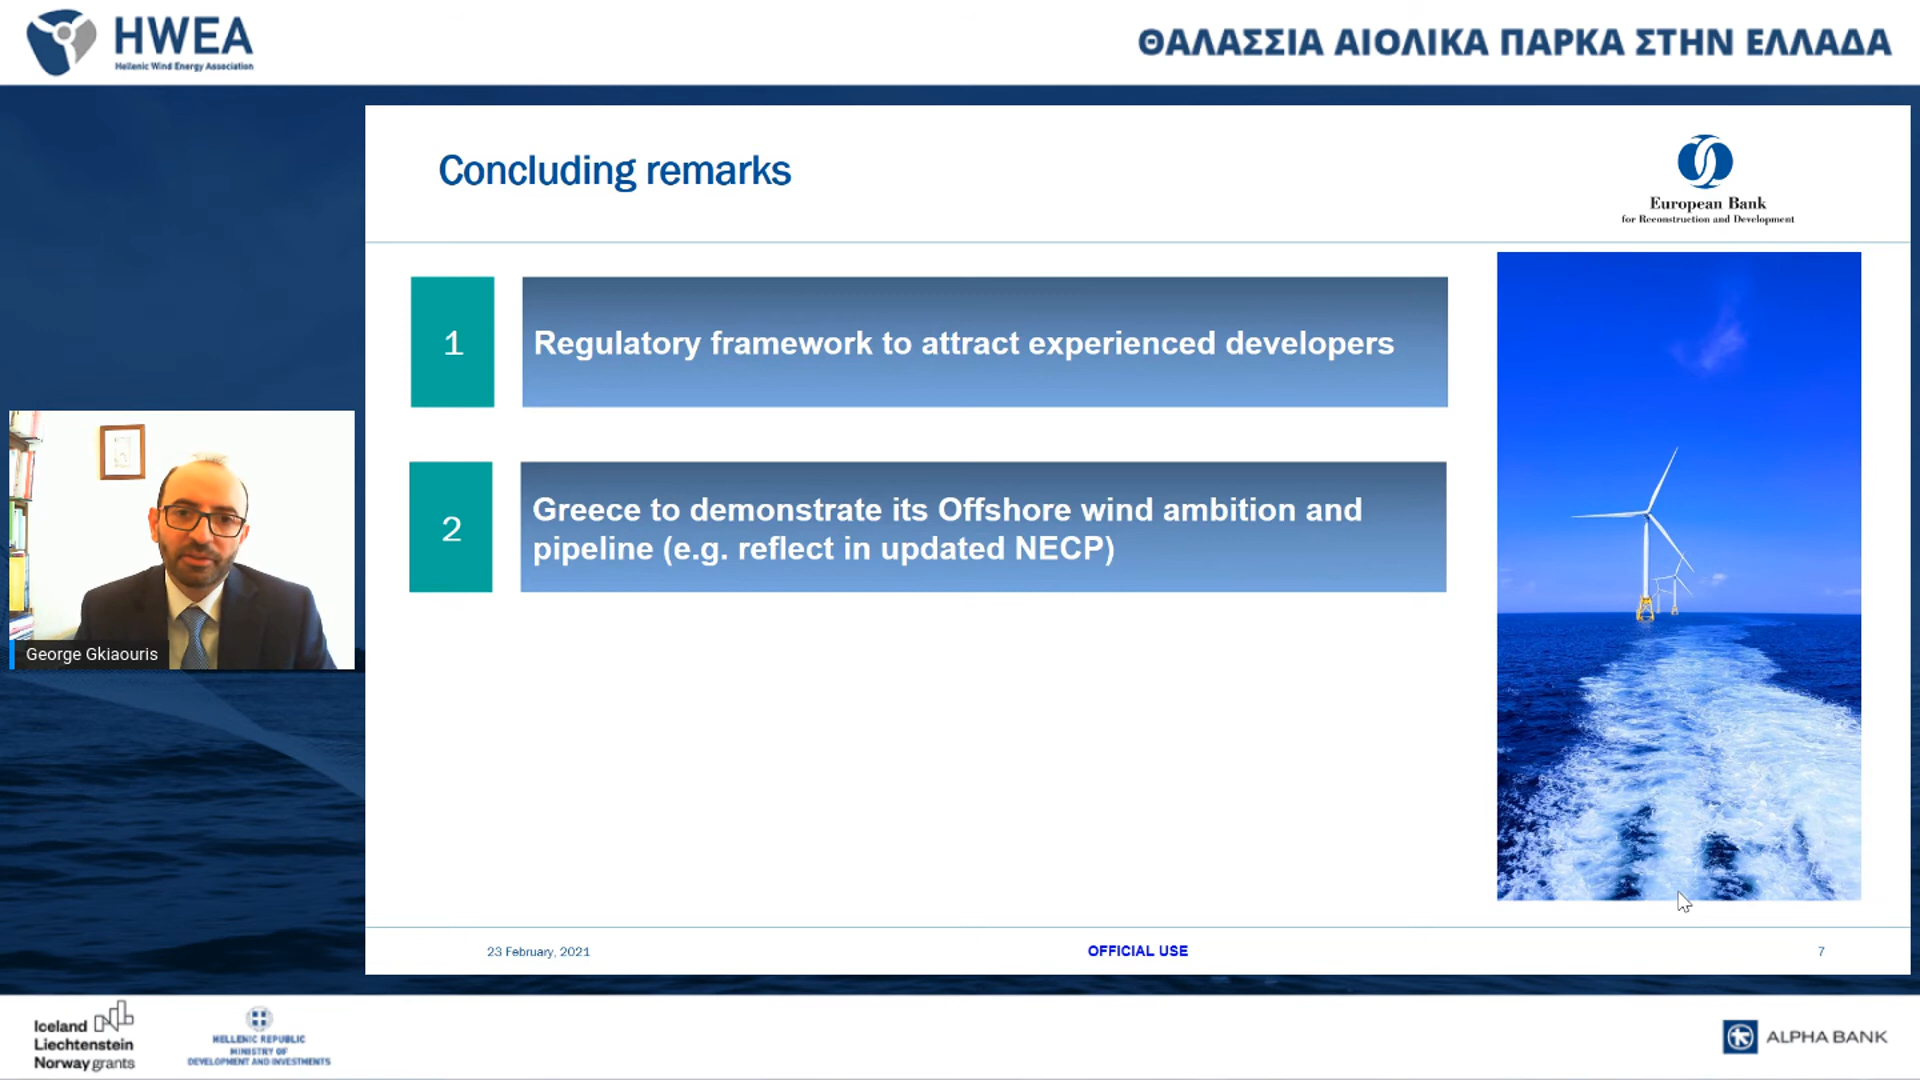 HWEA
Hellenic Wind Energy Association
ΘΑΛΑΣΣΙΑ ΑΙΟΛΙΚΑ ΠΑΡΚΑ ΣΤΗΝ ΕΛΛΑΔΑ
Concluding remarks
European Bank
for Reconstruction and Development
1
Regulatory framework to attract experienced developers
2
Greece to demonstrate its Offshore wind ambition and
pipeline (e.g. reflect in updated NECP)
George Gkiaouris
23 February, 2021
OFFICIAL USE
7
Iceland
Liechtenstein
Norway grants
HELLENIC REPUBLIC
MINISTRY OF
DEVELOPMENT AND INVESTMENTS
ALPHA BANK